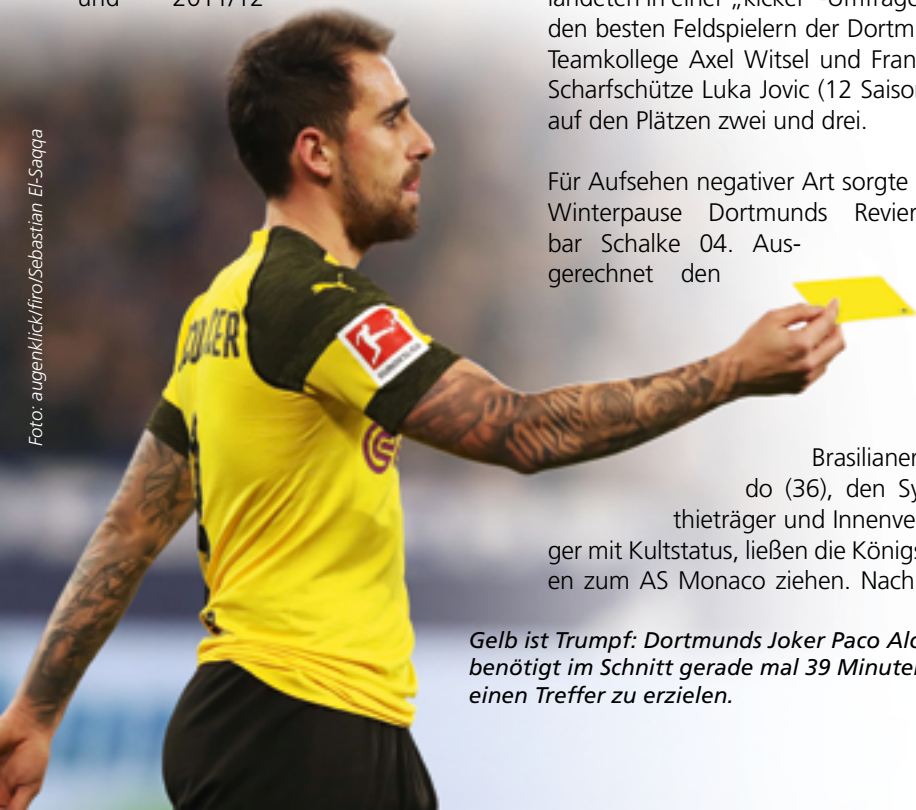 und 2011/12
landeten in einer „kicker"-Umfrage
den besten Feldspielern der Dortm
Teamkollege Axel Witsel und Fran
Scharfschütze Luka Jovic (12 Saison
auf den Plätzen zwei und drei.
Für Aufsehen negativer Art sorgte
Winterpause Dortmunds Revier
bar Schalke 04. Aus-
gerechnet den
Brasilianer
do (36), den Sy
thieträger und Innenve
ger mit Kultstatus, ließen die Königs
en zum AS Monaco ziehen. Nach
Gelb ist Trumpf: Dortmunds Joker Paco Alc
benötigt im Schnitt gerade mal 39 Minuten
einen Treffer zu erzielen.
Foto: augenklick/firo/Sebastian El-Saqqa